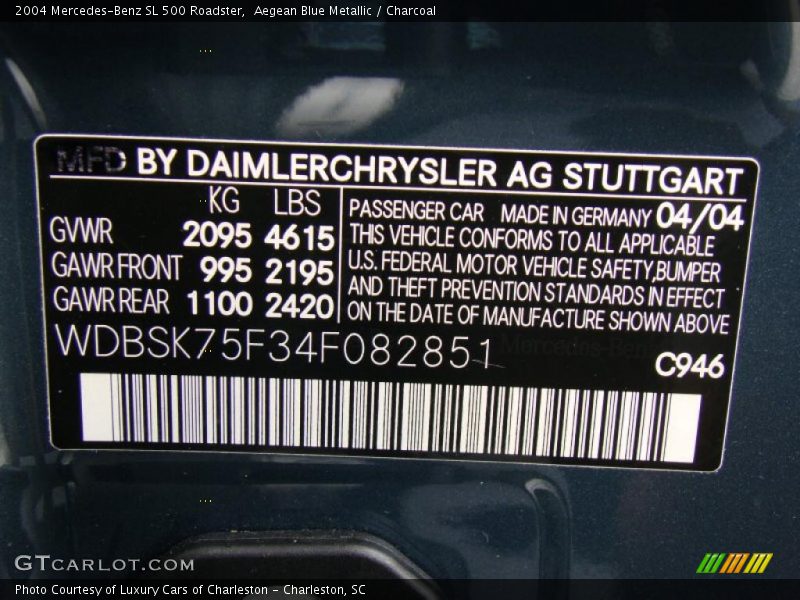 2004 Mercedes-Benz SL 500 Roadster,  Aegean Blue Metallic / Charcoal
MFD BY DAIMLERCHRYSLER AG STUTTGART
KG LBS
GVWR 2095 4615
GAWR FRONT 995 2195
GAWR REAR 1100 2420
PASSENGER CAR MADE IN GERMANY 04/04
THIS VEHICLE CONFORMS TO ALL APPLICABLE
U.S. FEDERAL MOTOR VEHICLE SAFETY,BUMPER
AND THEFT PREVENTION STANDARDS IN EFFECT
ON THE DATE OF MANUFACTURE SHOWN ABOVE
WDBSK75F34F082851
Mercedes-Benz
C946
GTCARLOT.COM
Photo Courtesy of Luxury Cars of Charleston - Charleston, SC